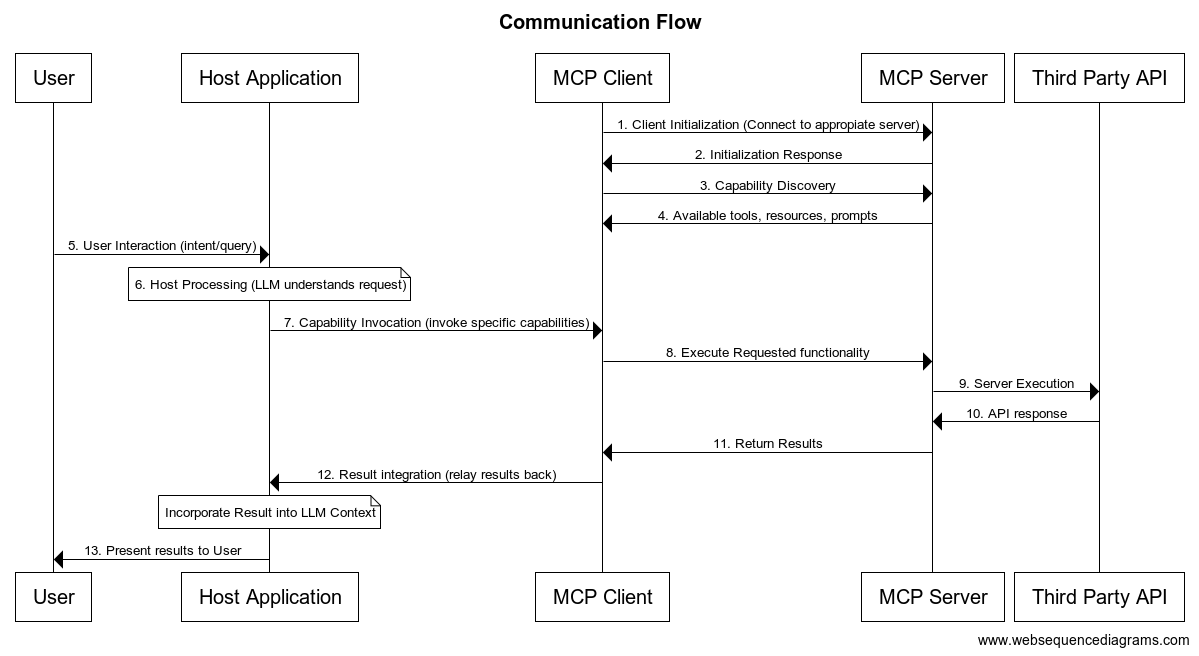 Communication Flow
User
Host Application
MCP Client
MCP Server
Third Party API
1. Client Initialization (Connect to appropiate server)
2. Initialization Response
3. Capability Discovery
4. Available tools, resources, prompts
5. User Interaction (intent/query)
6. Host Processing (LLM understands request)
7. Capability Invocation (invoke specific capabilities)
8. Execute Requested functionality
9. Server Execution
10. API response
11. Return Results
12. Result integration (relay results back)
Incorporate Result into LLM Context
13. Present results to User
User
Host Application
MCP Client
MCP Server
Third Party API
www.websequencediagrams.com